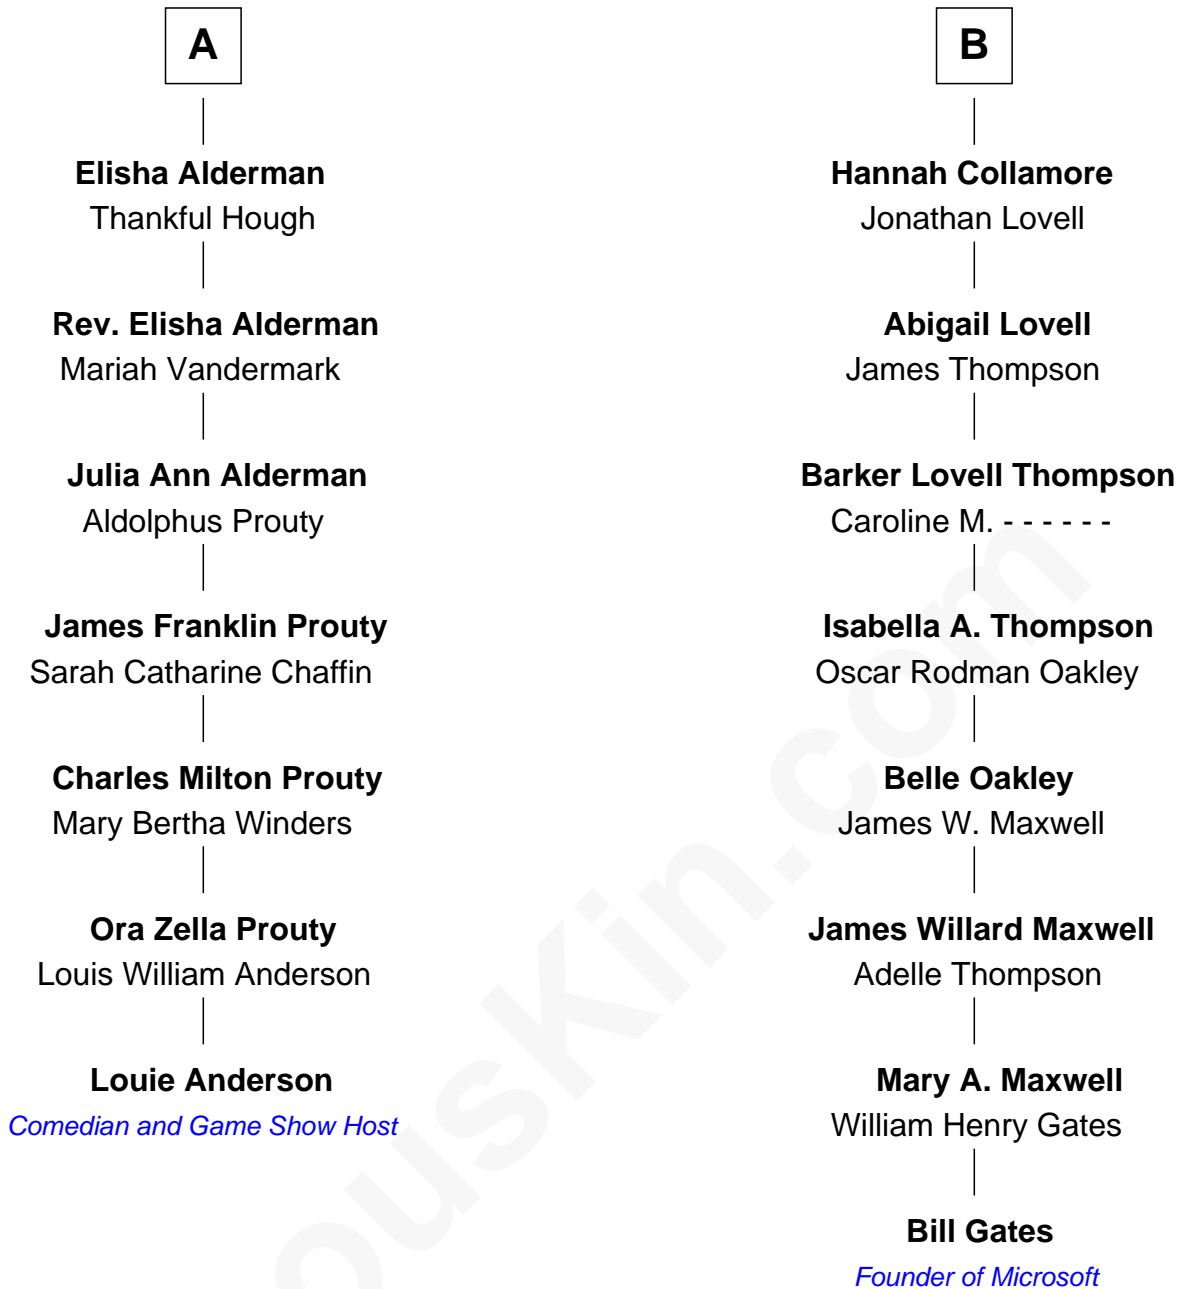 A
Elisha Alderman
Thankful Hough
Rev. Elisha Alderman
Mariah Vandermark
Julia Ann Alderman
Aldolphus Prouty
James Franklin Prouty
Sarah Catharine Chaffin
Charles Milton Prouty
Mary Bertha Winders
Ora Zella Prouty
Louis William Anderson
Louie Anderson
Comedian and Game Show Host
B
Hannah Collamore
Jonathan Lovell
Abigail Lovell
James Thompson
Barker Lovell Thompson
Caroline M. - - - - - -
Isabella A. Thompson
Oscar Rodman Oakley
Belle Oakley
James W. Maxwell
James Willard Maxwell
Adelle Thompson
Mary A. Maxwell
William Henry Gates
Bill Gates
Founder of Microsoft
ousKin.com